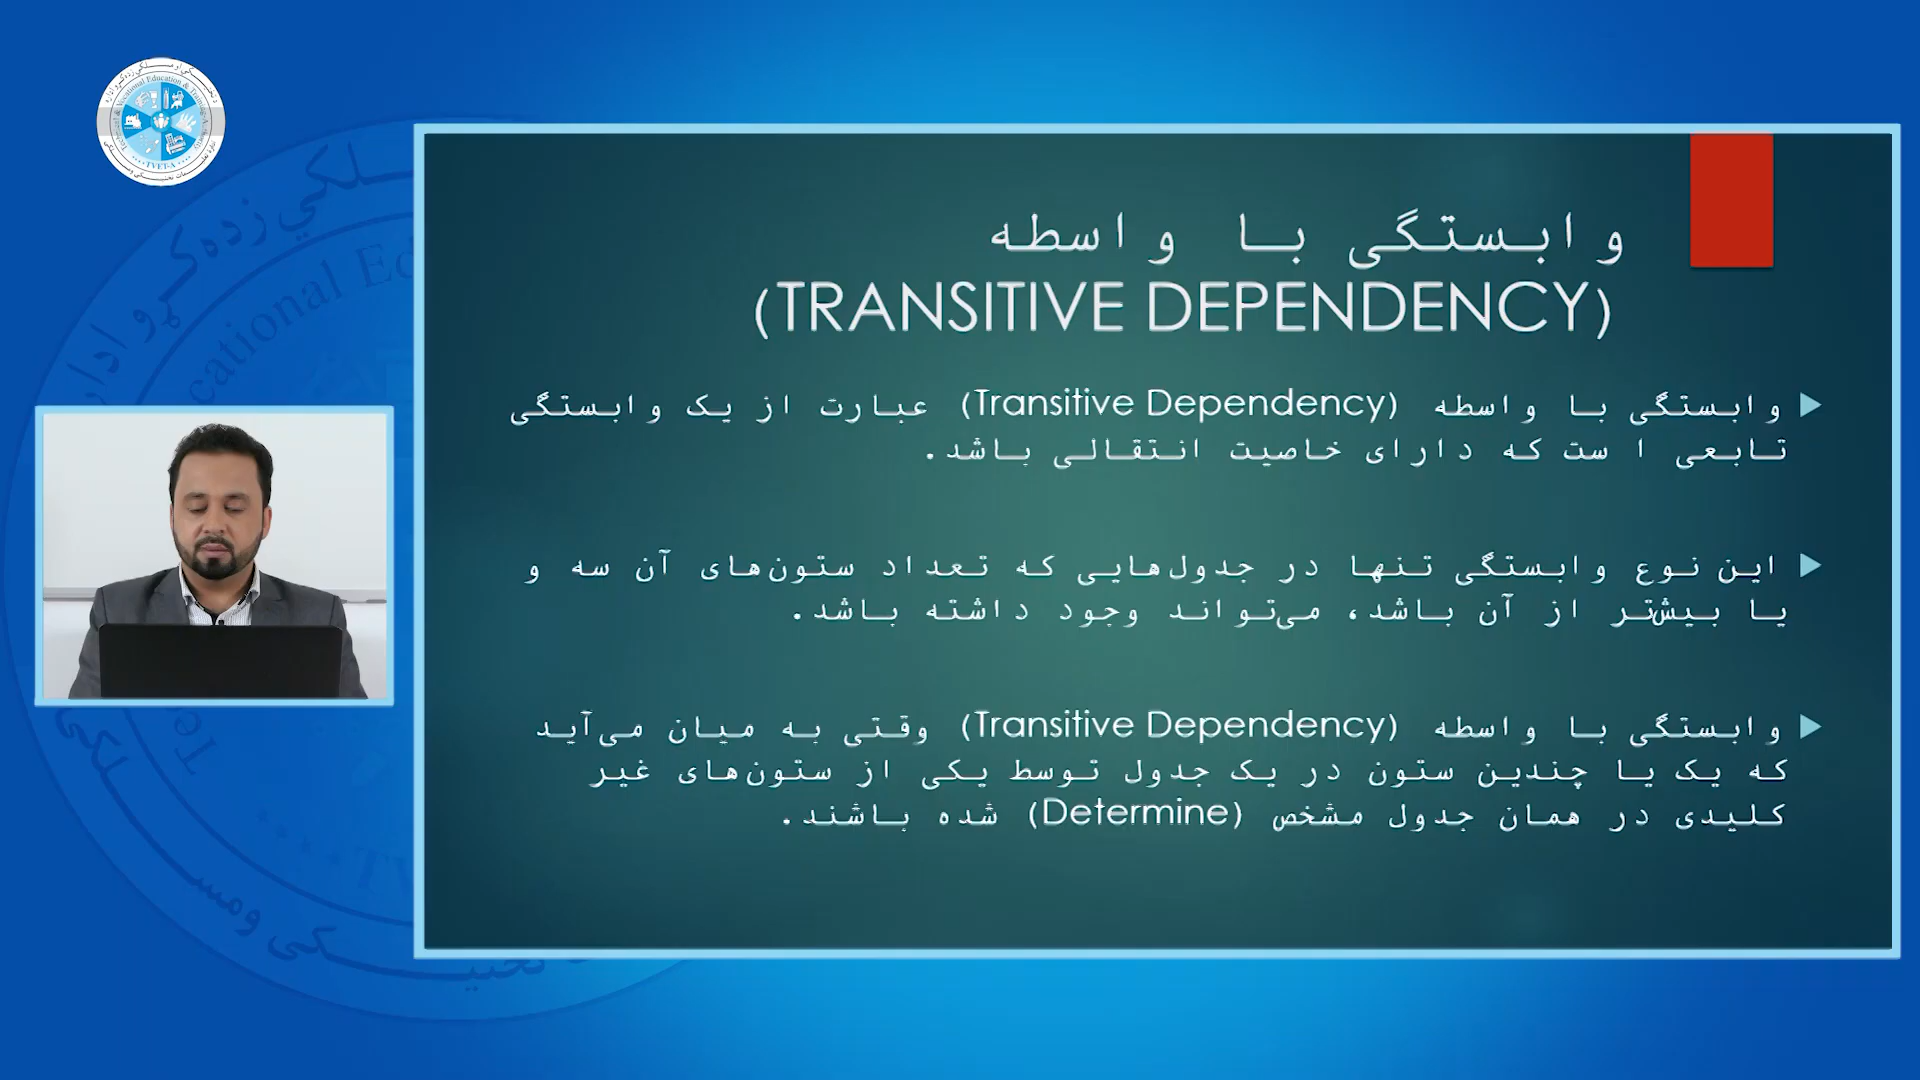 وابستگی با واسطه
(TRANSITIVE DEPENDENCY)
وابستگی با واسطه (Transitive Dependency) عبارت از یک وابستگی
تابعی ا ست که دارای خاصیت انتقالی باشد.
این نوع وابستگی تنها در جدول‌هایی که تعداد ستون‌های آن سه و
یا بیش‌تر از آن باشد، می‌تواند وجود داشته باشد.
وابستگی با واسطه (Transitive Dependency) وقتی به میان می‌آید
که یک یا چندین ستون در یک جدول توسط یکی از ستون‌های غیر
کلیدی در همان جدول مشخص (Determine) شده باشند.
TVET-A